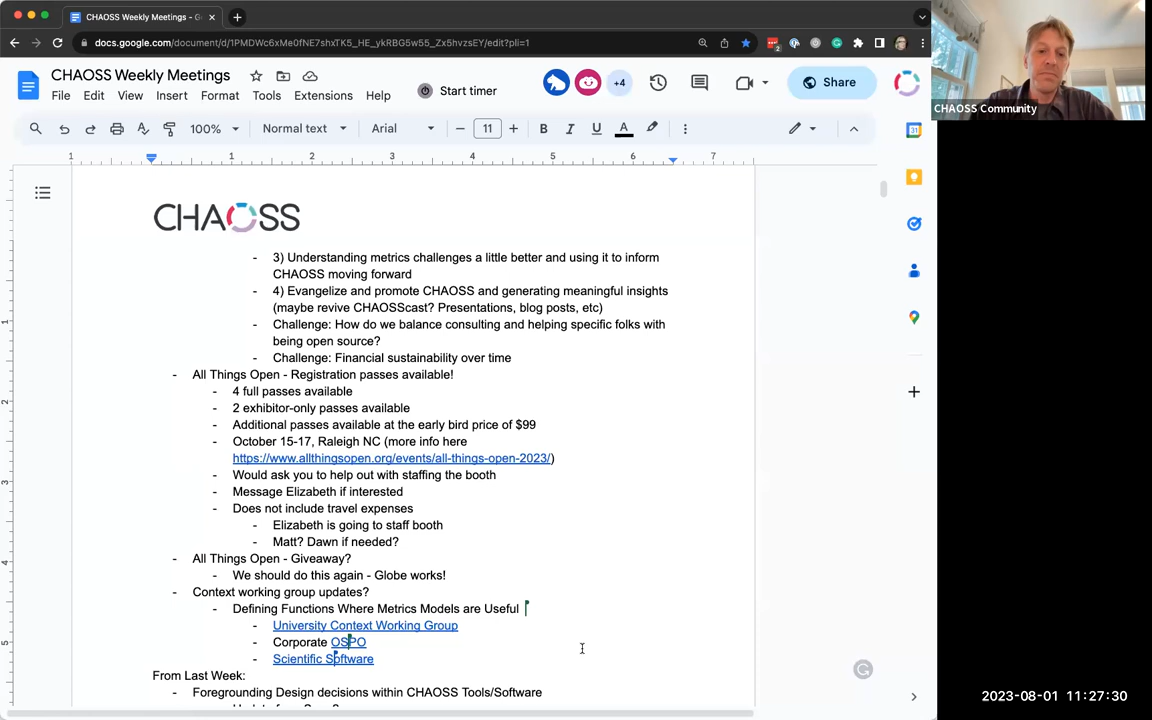 CHAOSS Weekly Meetings - G
docs.google.com/document/d/1PMDWc6xMe0fNE7shxTK5_HE_ykRBG5w55_Zx5hvzsEY/edit?pli=1
CHAOSS Weekly Meetings
File Edit View Insert Format Tools Extensions Help
Start timer
+4
Share
CHAOSS Community
100% Normal text Arial 11 B I U A
1 1 2 3 4 5 6 7
CHAOSS
- 3) Understanding metrics challenges a little better and using it to inform
CHAOSS moving forward
- 4) Evangelize and promote CHAOSS and generating meaningful insights
(maybe revive CHAOSScast? Presentations, blog posts, etc)
- Challenge: How do we balance consulting and helping specific folks with
being open source?
- Challenge: Financial sustainability over time
- All Things Open - Registration passes available!
- 4 full passes available
- 2 exhibitor-only passes available
- Additional passes available at the early bird price of $99
- October 15-17, Raleigh NC (more info here
https://www.allthingsopen.org/events/all-things-open-2023/)
- Would ask you to help out with staffing the booth
- Message Elizabeth if interested
- Does not include travel expenses
- Elizabeth is going to staff booth
- Matt? Dawn if needed?
- All Things Open - Giveaway?
- We should do this again - Globe works!
- Context working group updates?
- Defining Functions Where Metrics Models are Useful
- University Context Working Group
- Corporate OSPO
- Scientific Software
From Last Week:
- Foregrounding Design decisions within CHAOSS Tools/Software
2023-08-01 11:27:30